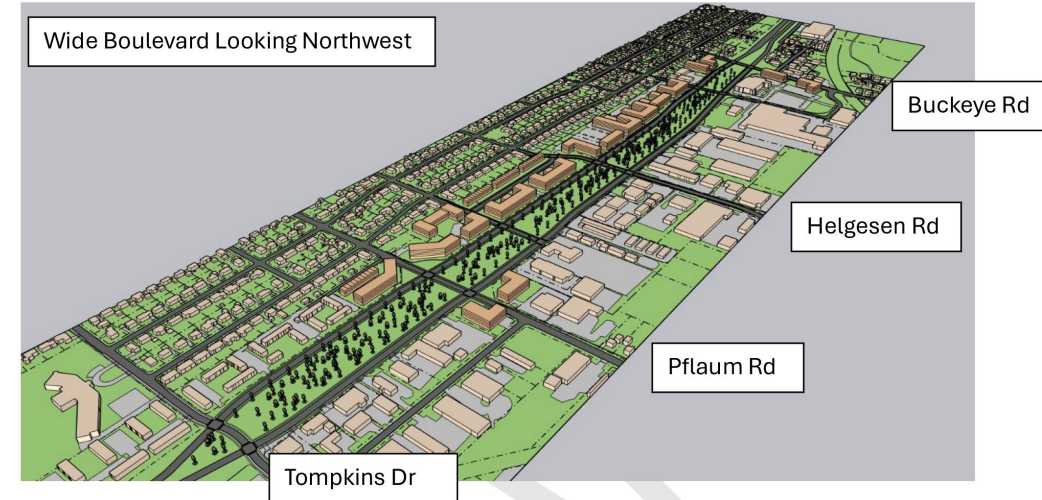 Wide Boulevard Looking Northwest
Buckeye Rd
Helgesen Rd
Pflaum Rd
Tompkins Dr